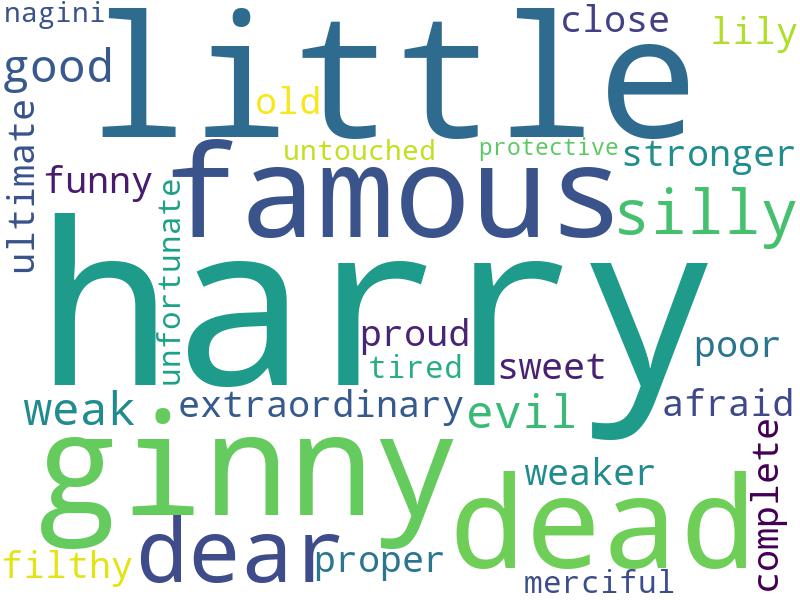 nagini
little
close
lily
good
old
ultimate
untouched
protective
stronger
funny
famous
silly
unfortunate
harry
proud
poor
tired
sweet
weak
extraordinary
evil
afraid
ginny
weaker
dead
complete
dear
proper
filthy
merciful